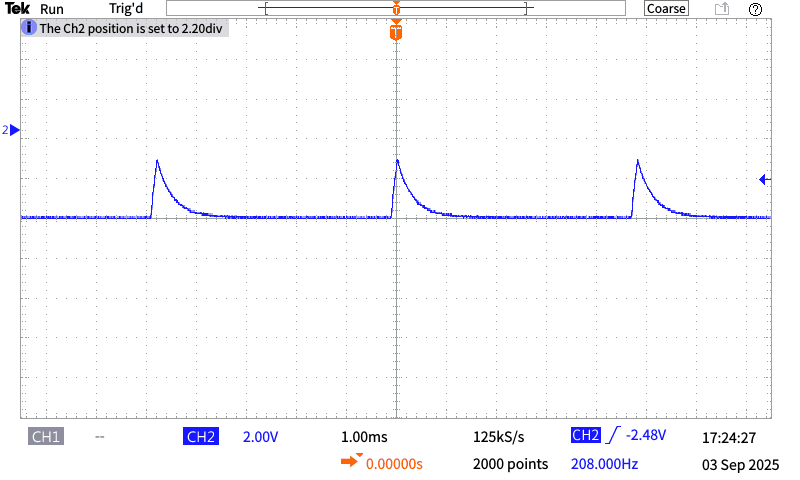 Tek Run Trig'd T Coarse ?
i The Ch2 position is set to 2.20div
T
2
CH1 -- CH2 2.00V 1.00ms 125kS/s CH2 -2.48V 17:24:27
0.00000s 2000 points 208.000Hz 03 Sep 2025